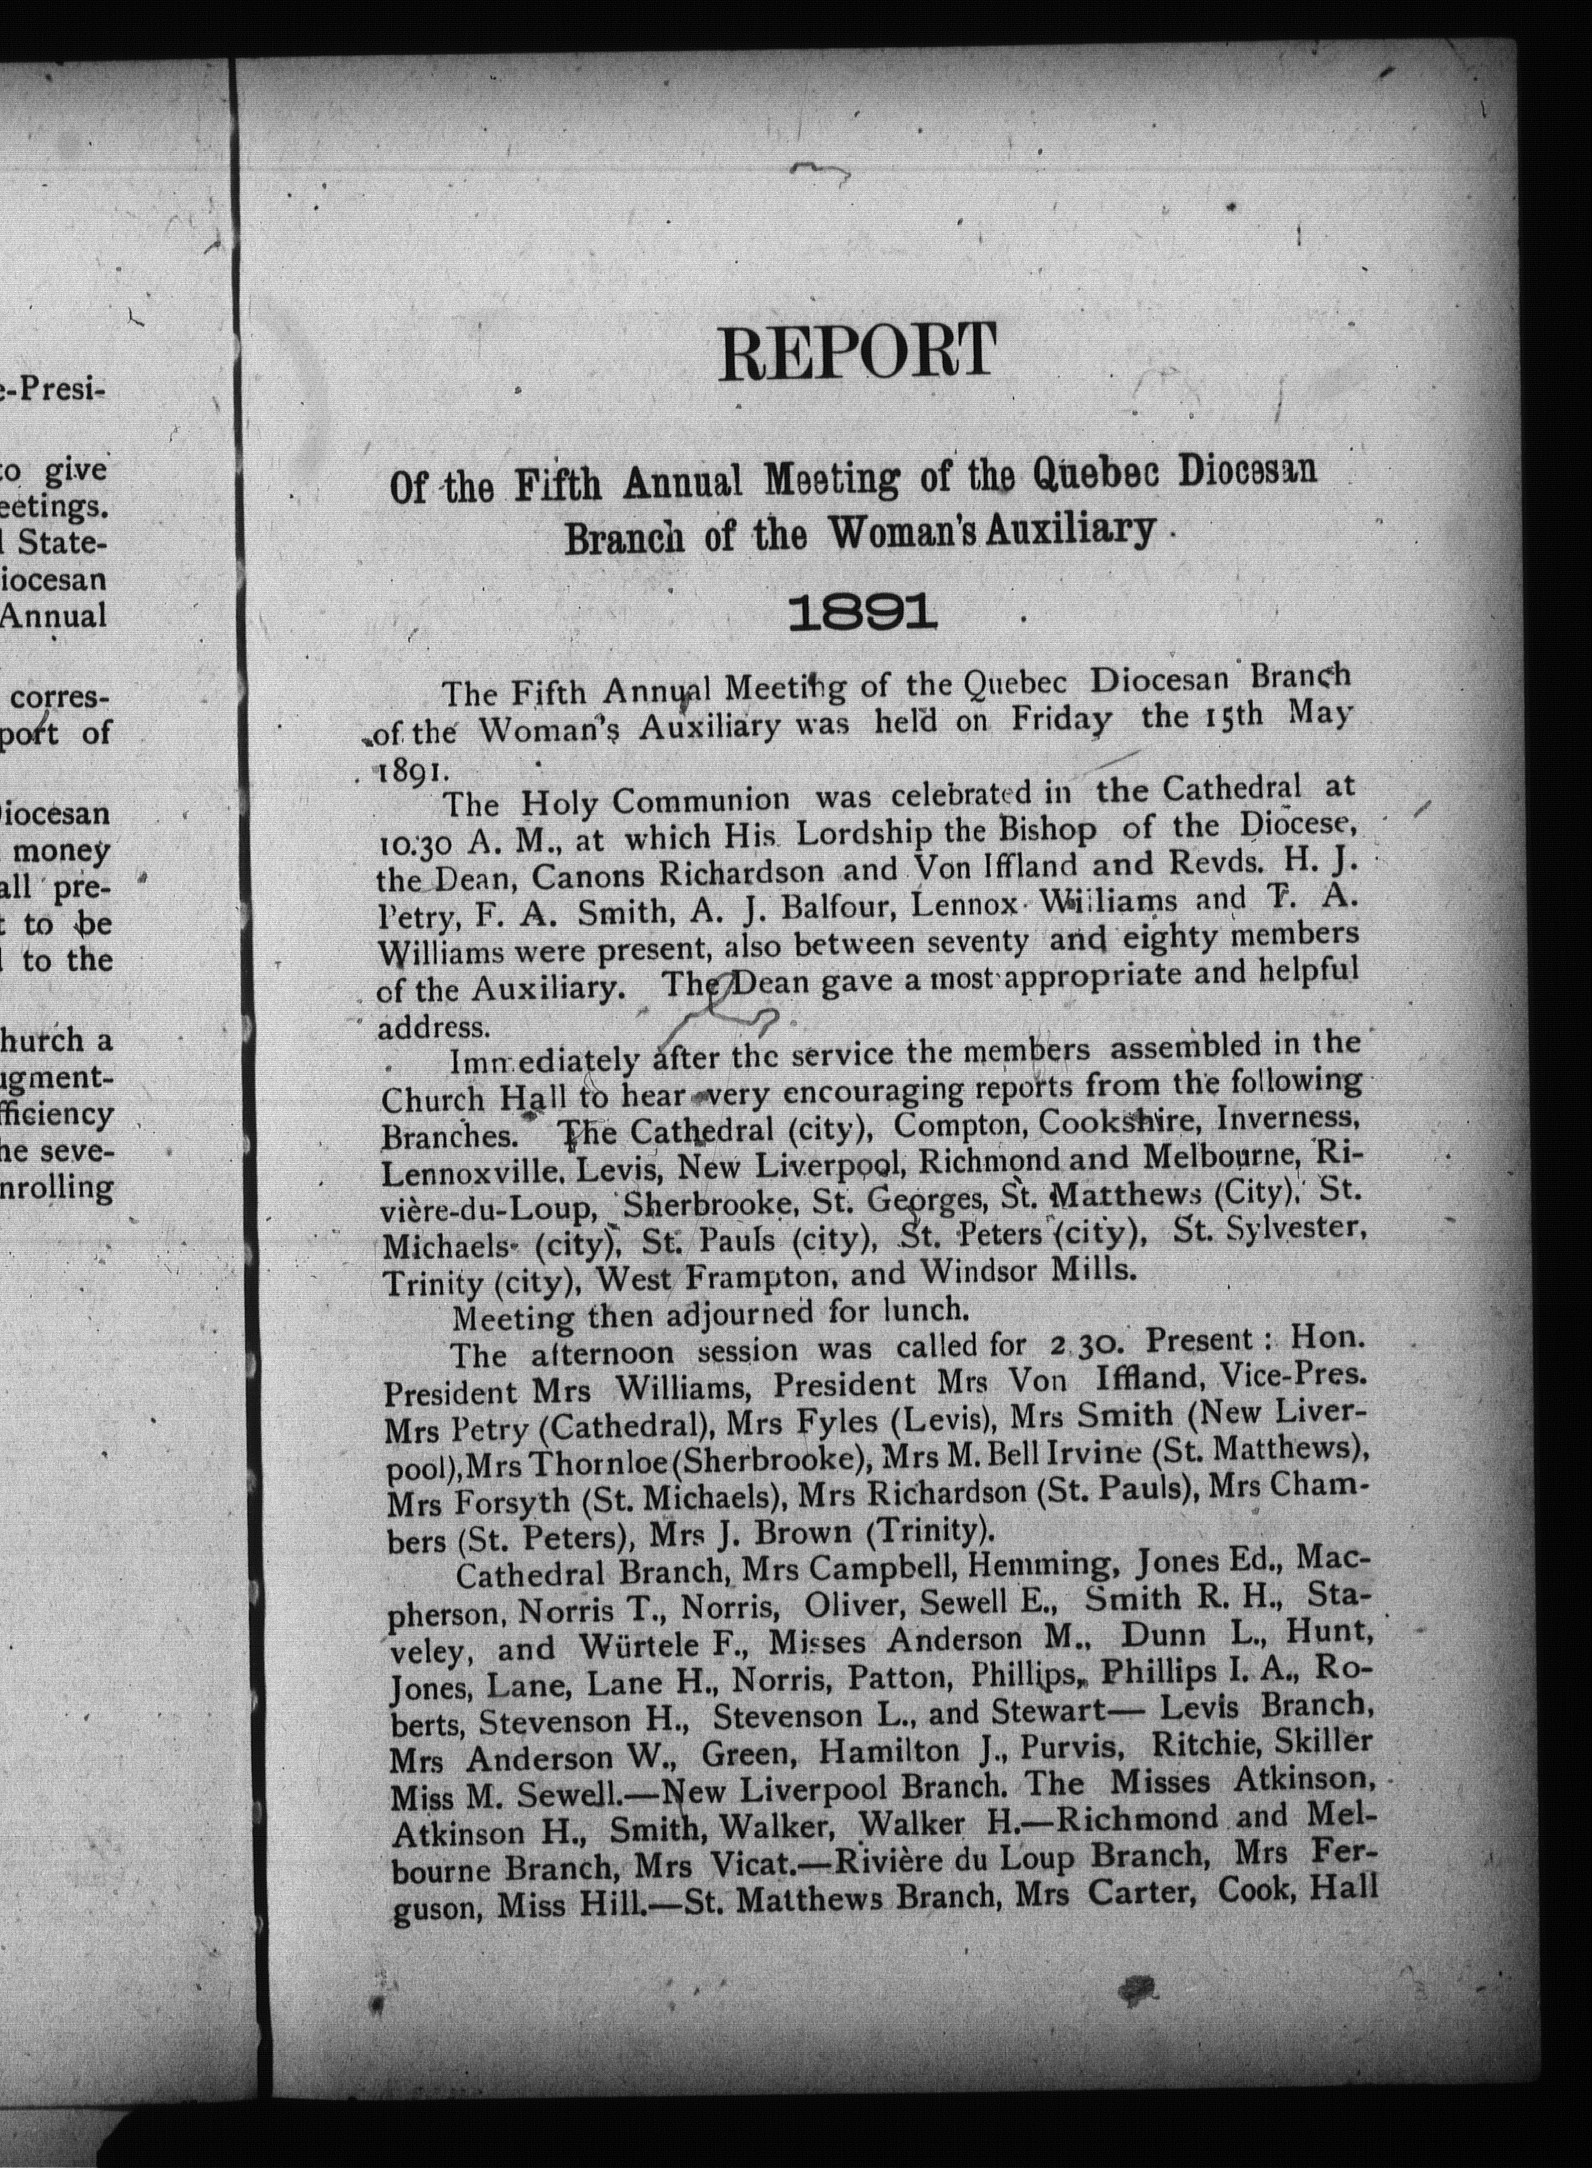 e-Presi-
to give
eetings.
l State-
iocesan
Annual
corres-
port of
Diocesan
money
all pre-
t to be
l to the
hurch a
ugment-
fficiency
he seve-
nrolling
REPORT
Of the Fifth Annual Meeting of the Quebec Diocesan
Branch of the Woman's Auxiliary.
1891
The Fifth Annual Meeting of the Quebec Diocesan Branch
of the Woman's Auxiliary was held on Friday the 15th May
1891.
The Holy Communion was celebrated in the Cathedral at
10.30 A. M., at which His Lordship the Bishop of the Diocese,
the Dean, Canons Richardson and Von Iffland and Revds. H. J.
Petry, F. A. Smith, A. J. Balfour, Lennox Williams and T. A.
Williams were present, also between seventy and eighty members
of the Auxiliary. The Dean gave a most appropriate and helpful
address.
Immediately after the service the members assembled in the
Church Hall to hear very encouraging reports from the following
Branches. The Cathedral (city), Compton, Cookshire, Inverness,
Lennoxville, Levis, New Liverpool, Richmond and Melbourne, Ri-
vière-du-Loup, Sherbrooke, St. Georges, St. Matthews (City), St.
Michaels (city), St. Pauls (city), St. Peters (city), St. Sylvester,
Trinity (city), West Frampton, and Windsor Mills.
Meeting then adjourned for lunch.
The afternoon session was called for 2 30. Present : Hon.
President Mrs Williams, President Mrs Von Iffland, Vice-Pres.
Mrs Petry (Cathedral), Mrs Fyles (Levis), Mrs Smith (New Liver-
pool), Mrs Thornloe (Sherbrooke), Mrs M. Bell Irvine (St. Matthews),
Mrs Forsyth (St. Michaels), Mrs Richardson (St. Pauls), Mrs Cham-
bers (St. Peters), Mrs J. Brown (Trinity).
Cathedral Branch, Mrs Campbell, Hemming, Jones Ed., Mac-
pherson, Norris T., Norris, Oliver, Sewell E., Smith R. H., Sta-
veley, and Würtele F., Misses Anderson M., Dunn L., Hunt,
Jones, Lane, Lane H., Norris, Patton, Phillips, Phillips I. A., Ro-
berts, Stevenson H., Stevenson L., and Stewart— Levis Branch,
Mrs Anderson W., Green, Hamilton J., Purvis, Ritchie, Skiller
Miss M. Sewell.—New Liverpool Branch. The Misses Atkinson,
Atkinson H., Smith, Walker, Walker H.—Richmond and Mel-
bourne Branch, Mrs Vicat.—Rivière du Loup Branch, Mrs Fer-
guson, Miss Hill.—St. Matthews Branch, Mrs Carter, Cook, Hall